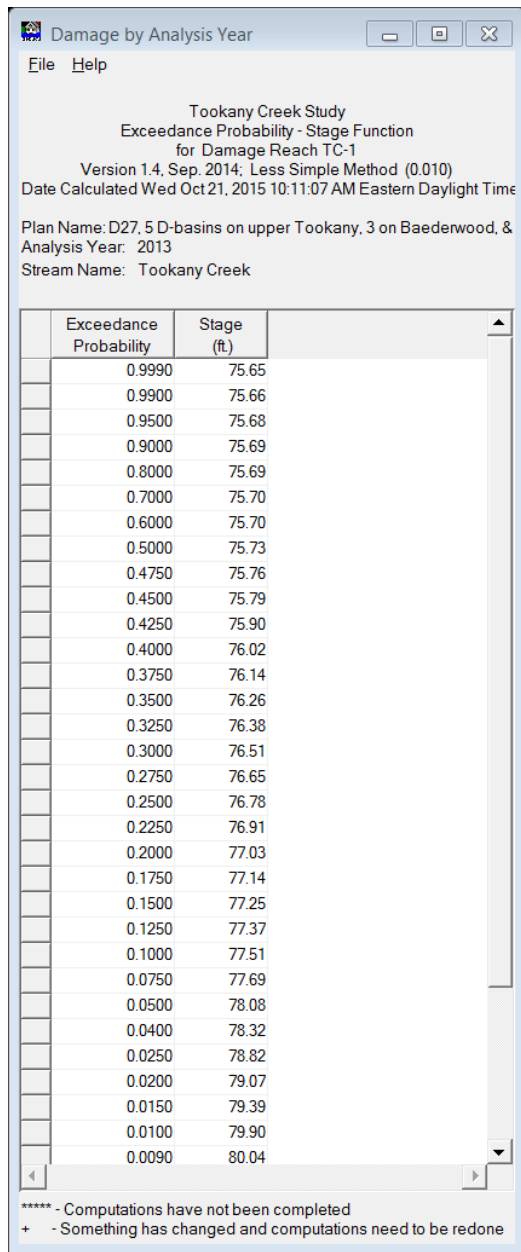 Damage by Analysis Year
File Help
Tookany Creek Study
Exceedance Probability - Stage Function
for Damage Reach TC-1
Version 1.4, Sep. 2014; Less Simple Method (0.010)
Date Calculated Wed Oct 21, 2015 10:11:07 AM Eastern Daylight Time
Plan Name: D27, 5 D-basins on upper Tookany, 3 on Baederwood, &
Analysis Year: 2013
Stream Name: Tookany Creek
Exceedance Stage
Probability (ft.)
0.9990 75.65
0.9900 75.66
0.9500 75.68
0.9000 75.69
0.8000 75.69
0.7000 75.70
0.6000 75.70
0.5000 75.73
0.4750 75.76
0.4500 75.79
0.4250 75.90
0.4000 76.02
0.3750 76.14
0.3500 76.26
0.3250 76.38
0.3000 76.51
0.2750 76.65
0.2500 76.78
0.2250 76.91
0.2000 77.03
0.1750 77.14
0.1500 77.25
0.1250 77.37
0.1000 77.51
0.0750 77.69
0.0500 78.08
0.0400 78.32
0.0250 78.82
0.0200 79.07
0.0150 79.39
0.0100 79.90
0.0090 80.04
***** - Computations have not been completed
+ - Something has changed and computations need to be redone